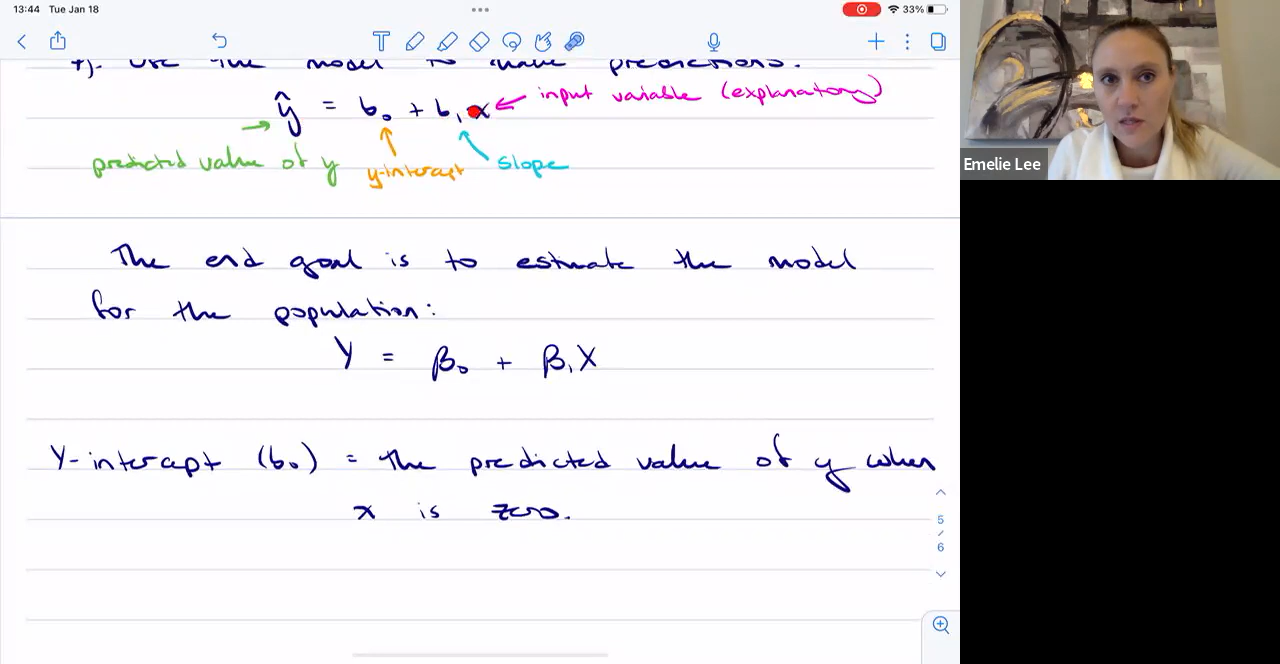 13:44 Tue Jan 18
33%
7). Use the model to make predictions.
ŷ = b₀ + b₁x ← input variable (explanatory)
predicted value of y y-intercept slope
The end goal is to estimate the model
for the population:
Y = β₀ + β₁X
Y-intercept (b₀) = the predicted value of y when
x is zero.
5
/
6
Emelie Lee